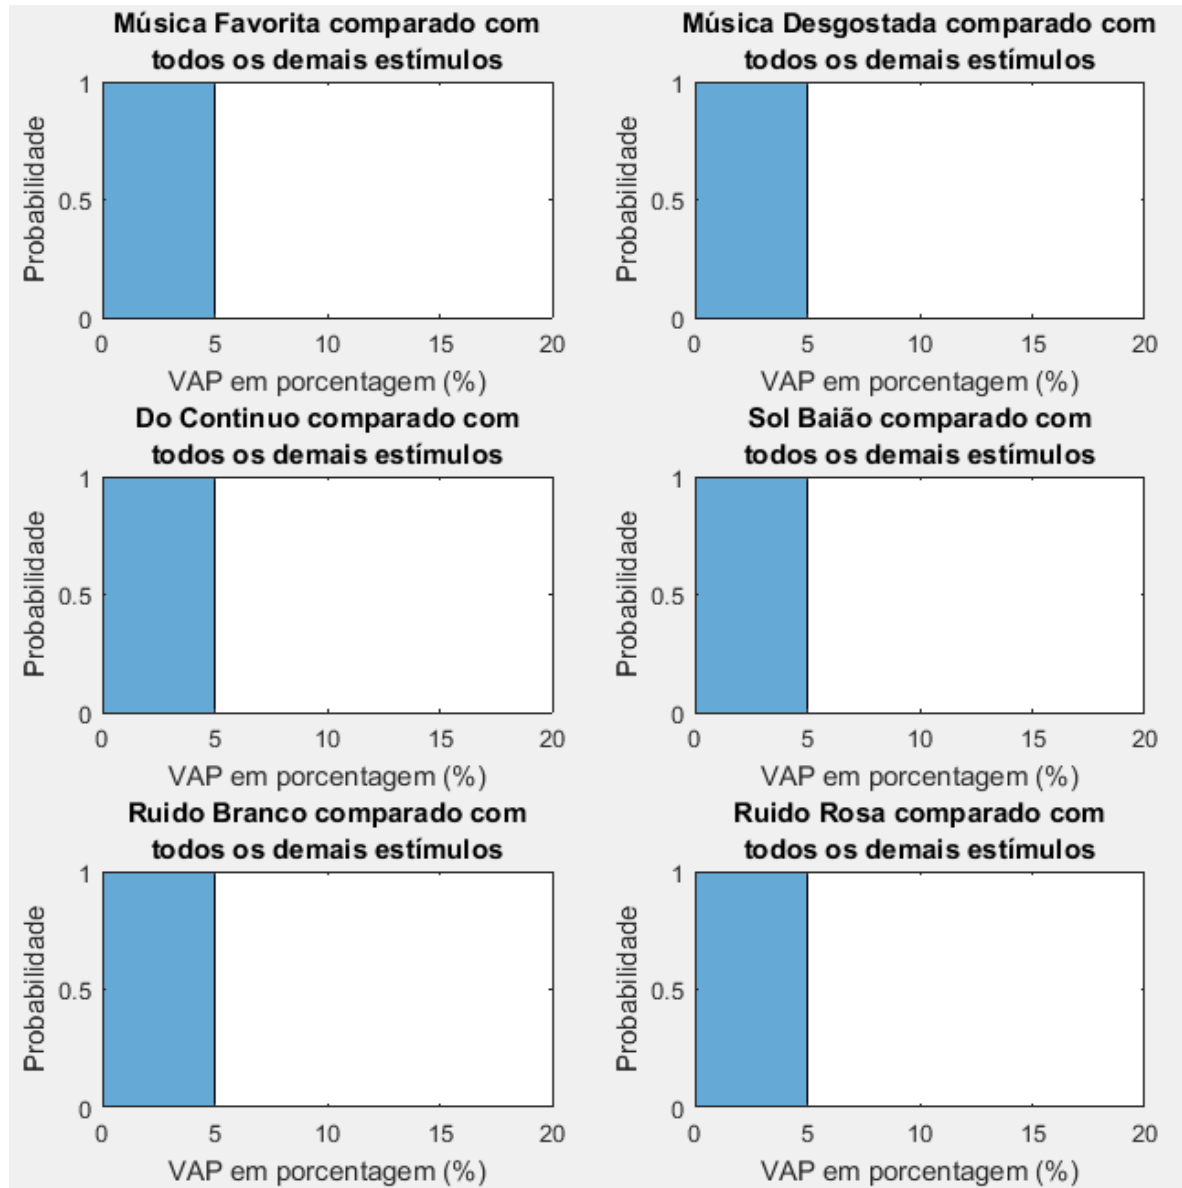 Música Favorita comparado com
todos os demais estímulos
1
0.5
0
Probabilidade
0 5 10 15 20
VAP em porcentagem (%)
Música Desgostada comparado com
todos os demais estímulos
1
0.5
0
Probabilidade
0 5 10 15 20
VAP em porcentagem (%)
Do Continuo comparado com
todos os demais estímulos
1
0.5
0
Probabilidade
0 5 10 15 20
VAP em porcentagem (%)
Sol Baião comparado com
todos os demais estímulos
1
0.5
0
Probabilidade
0 5 10 15 20
VAP em porcentagem (%)
Ruido Branco comparado com
todos os demais estímulos
1
0.5
0
Probabilidade
0 5 10 15 20
VAP em porcentagem (%)
Ruido Rosa comparado com
todos os demais estímulos
1
0.5
0
Probabilidade
0 5 10 15 20
VAP em porcentagem (%)